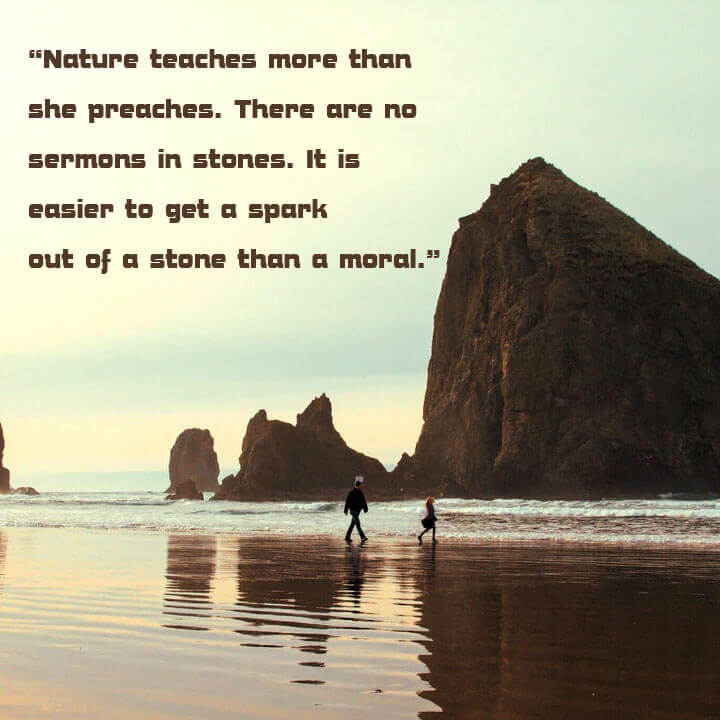 “Nature teaches more than
she preaches. There are no
sermons in stones. It is
easier to get a spark
out of a stone than a moral.”